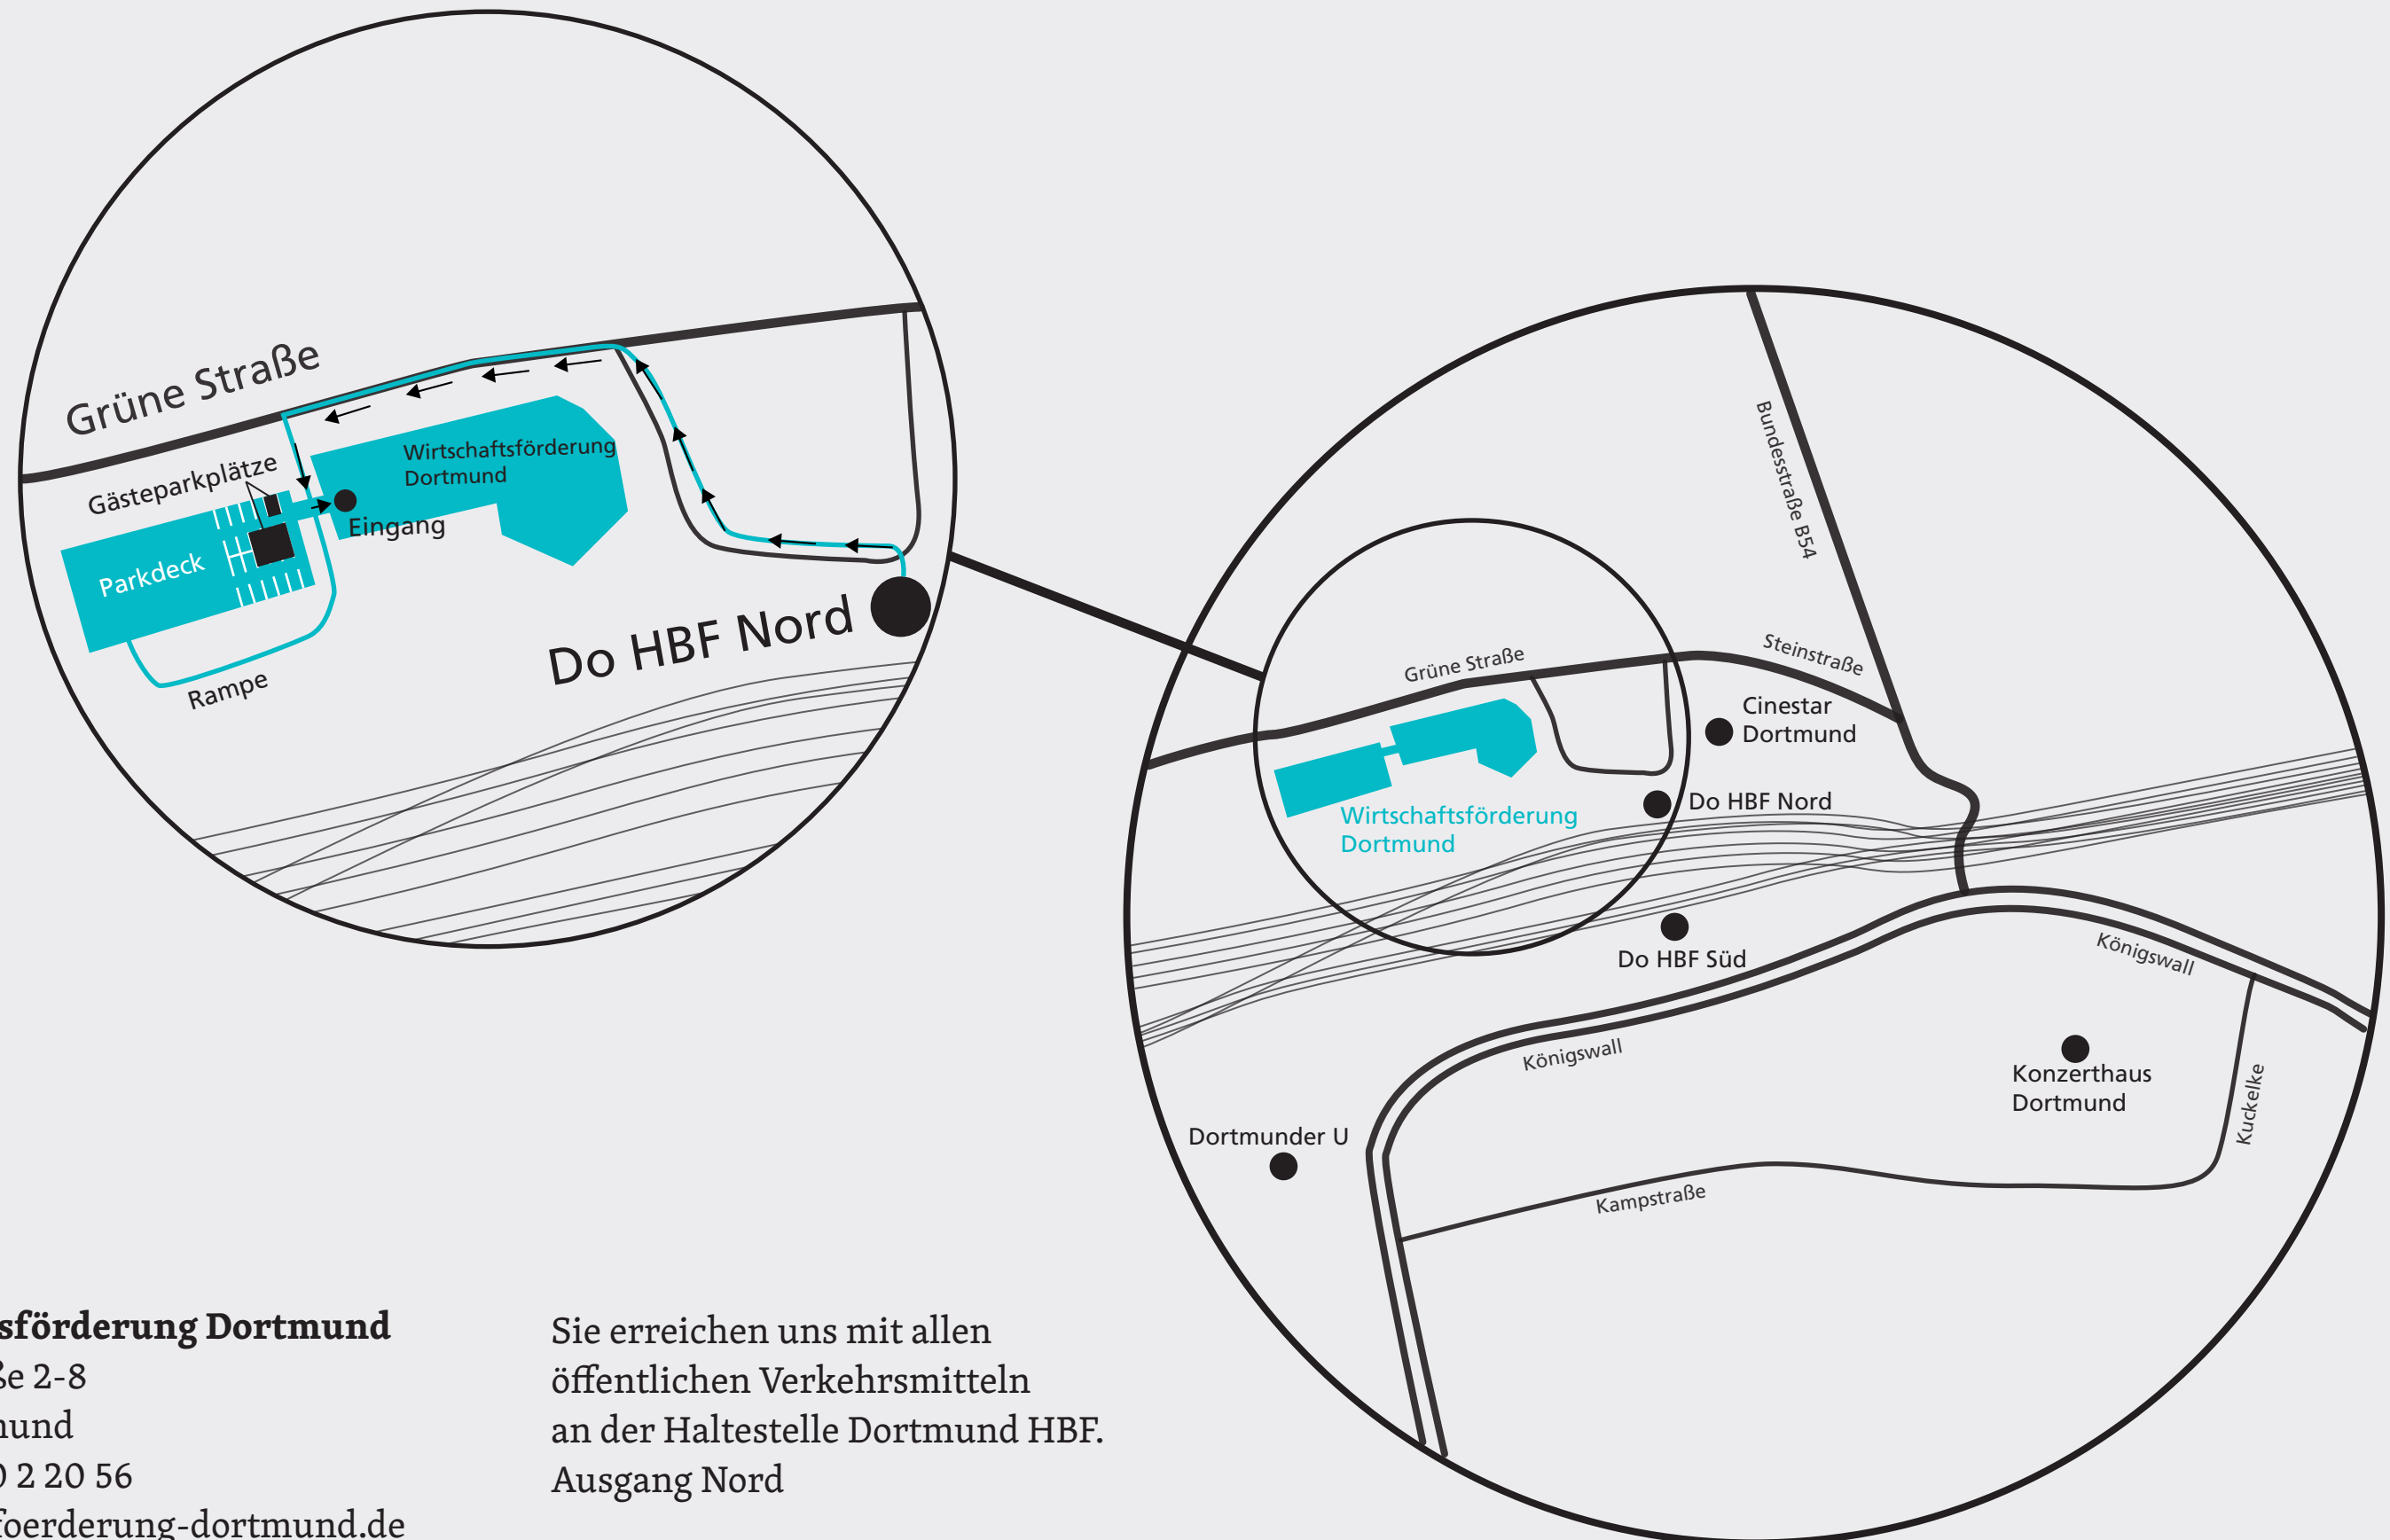 Grüne Straße
Gästeparkplätze
Wirtschaftsförderung
Dortmund
Eingang
Parkdeck
Rampe
Do HBF Nord
Bundesstraße B54
Steinstraße
Grüne Straße
Cinestar
Dortmund
Do HBF Nord
Wirtschaftsförderung
Dortmund
Do HBF Süd
Königswall
Königswall
Konzerthaus
Dortmund
Kuckelke
Dortmunder U
Kampstraße
sförderung Dortmund
ße 2-8
mund
0 2 20 56
foerderung-dortmund.de
Sie erreichen uns mit allen
öffentlichen Verkehrsmitteln
an der Haltestelle Dortmund HBF.
Ausgang Nord